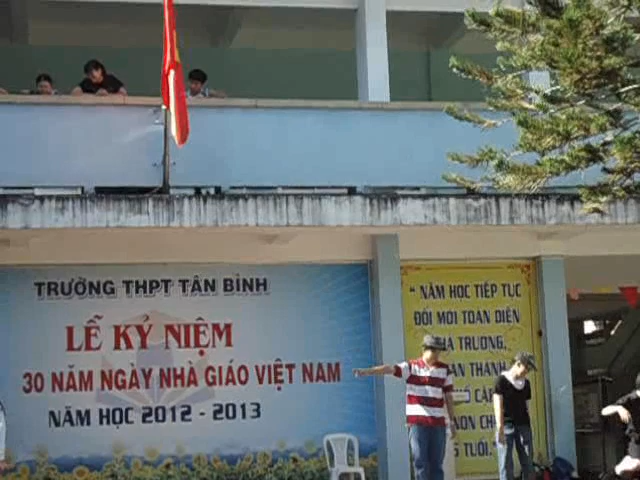 TRƯỜNG THPT TÂN BÌNH
LỄ KỶ NIỆM
30 NĂM NGÀY NHÀ GIÁO VIỆT NAM
NĂM HỌC 2012 - 2013
" NĂM HỌC TIẾP TỤC
ĐỔI MỚI TOÀN DIỆN
TRƯỜNG,
THÀNH
TUỔI."